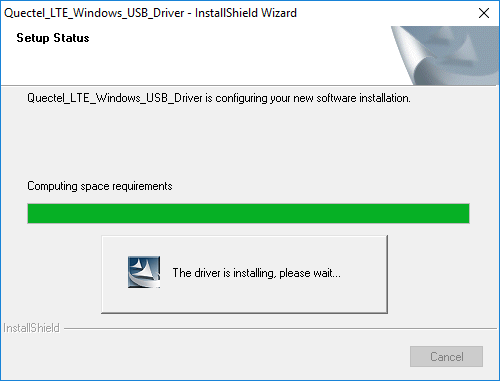 Quectel_LTE_Windows_USB_Driver - InstallShield Wizard
Setup Status
Quectel_LTE_Windows_USB_Driver is configuring your new software installation.
Computing space requirements
The driver is installing, please wait...
InstallShield
Cancel